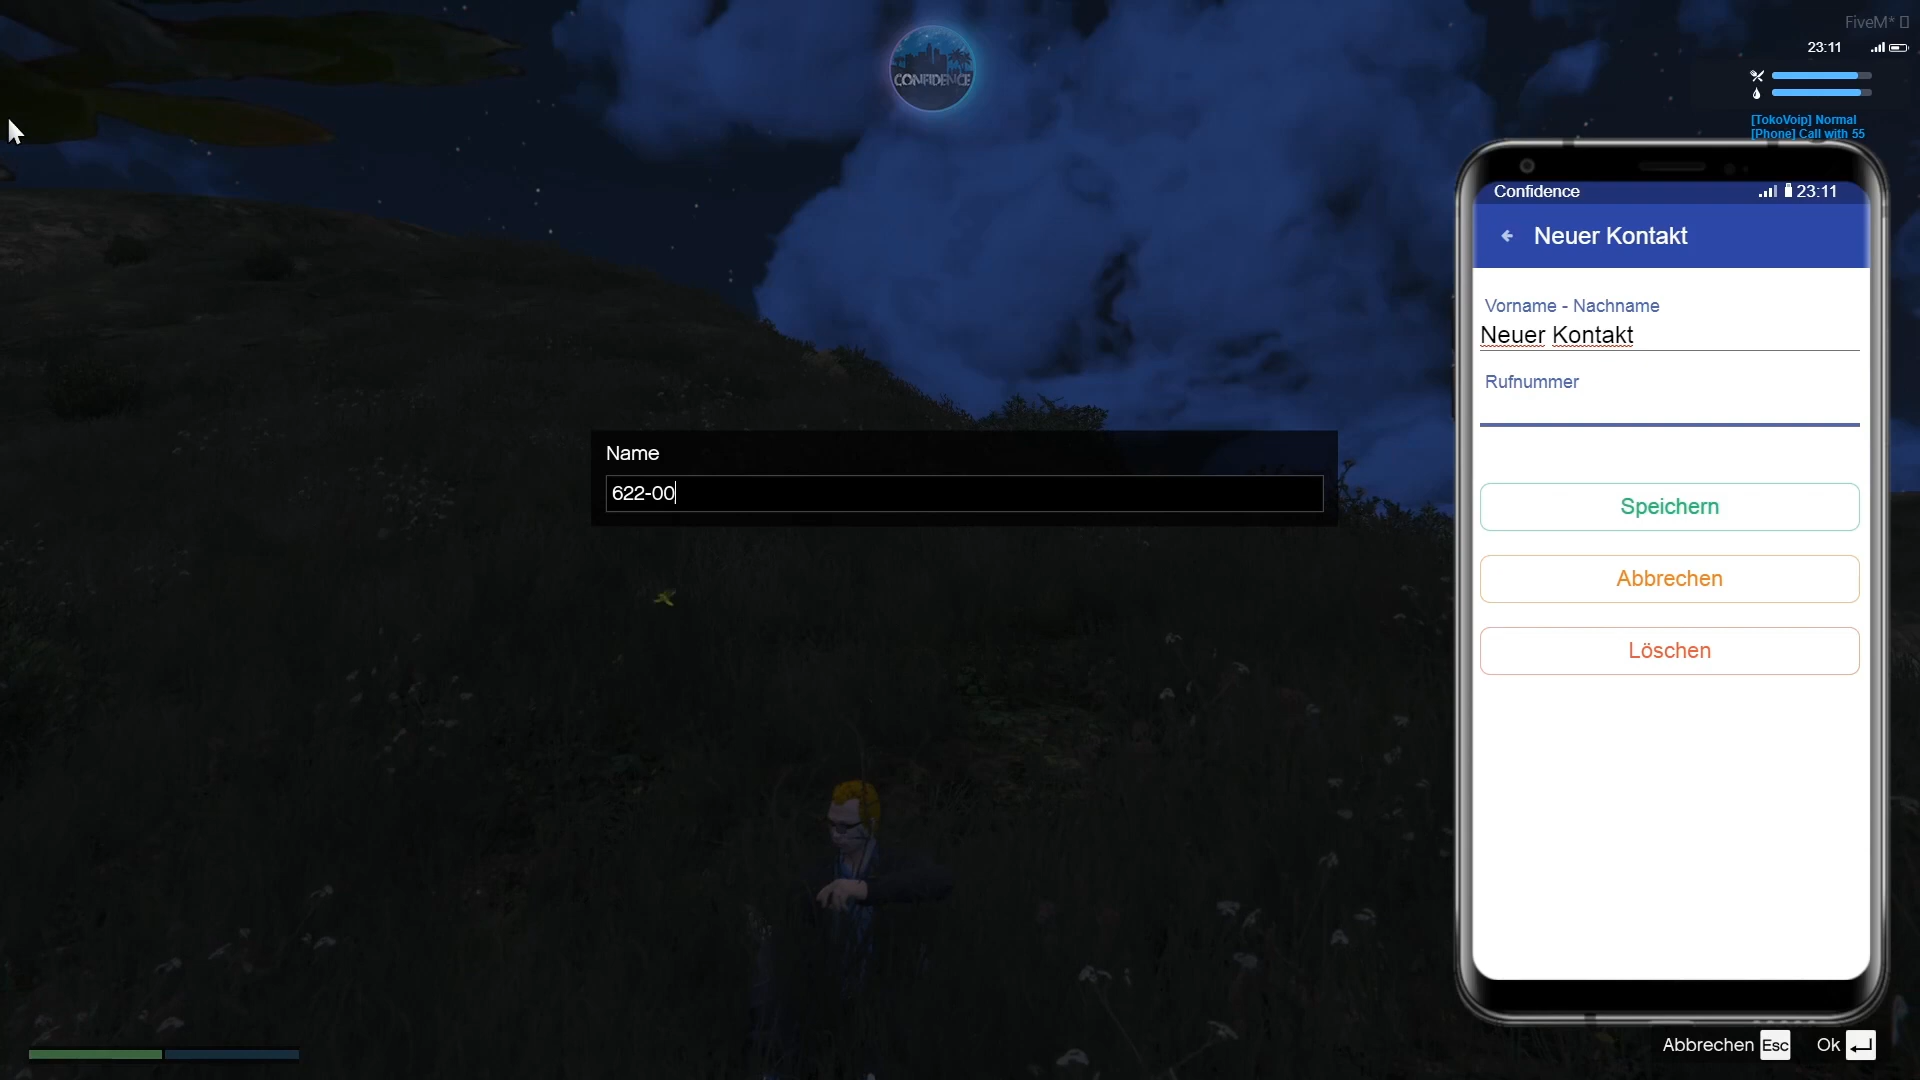 FiveM*
CONFIDENCE
23:11
[TokoVoip] Normal
[Phone] Call with 55
Confidence 23:11
Neuer Kontakt
Vorname - Nachname
Neuer Kontakt
Rufnummer
Name
622-00
Speichern
Abbrechen
Löschen
Abbrechen Esc Ok